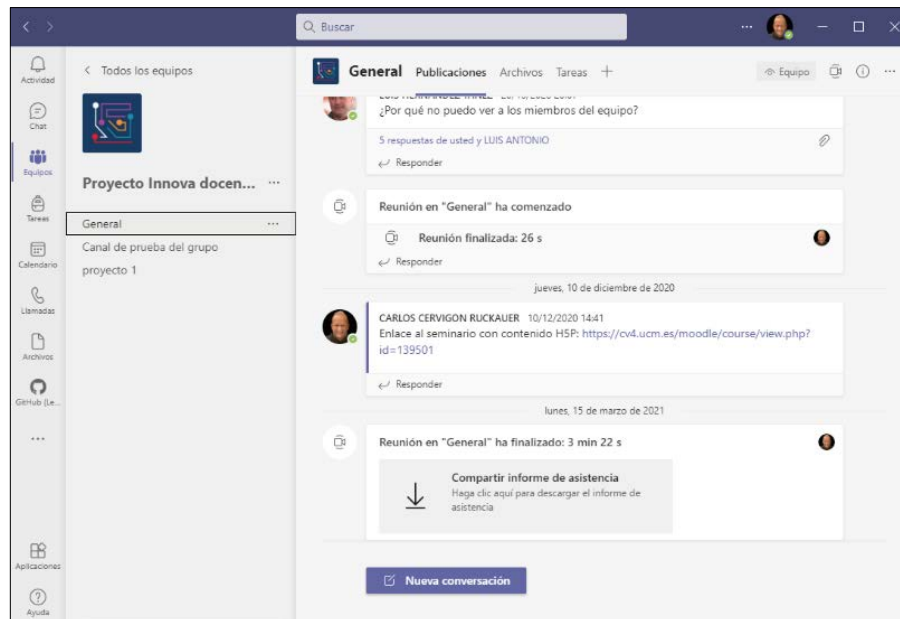 Buscar
Actividad
Chat
Equipos
Tareas
Calendario
Llamadas
Archivos
GitHub (Le...
Aplicaciones
Ayuda
Todos los equipos
Proyecto Innova docen...
General
Canal de prueba del grupo
proyecto 1
General Publicaciones Archivos Tareas
Equipo
¿Por qué no puedo ver a los miembros del equipo?
5 respuestas de usted y LUIS ANTONIO
Responder
Reunión en "General" ha comenzado
Reunión finalizada: 26 s
Responder
jueves, 10 de diciembre de 2020
CARLOS CERVIGON RUCKAUER 10/12/2020 14:41
Enlace al seminario con contenido H5P: https://cv4.ucm.es/moodle/course/view.php?
id=139501
Responder
lunes, 15 de marzo de 2021
Reunión en "General" ha finalizado: 3 min 22 s
Compartir informe de asistencia
Haga clic aquí para descargar el informe de
asistencia
Nueva conversación